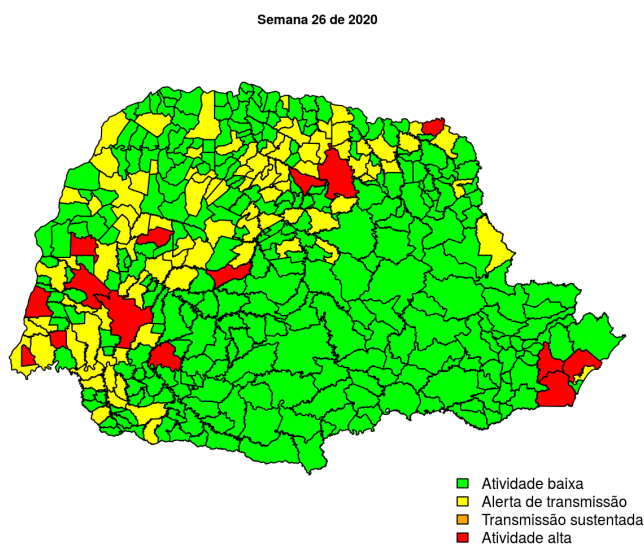 Semana 26 de 2020
Atividade baixa
Alerta de transmissão
Transmissão sustentada
Atividade alta